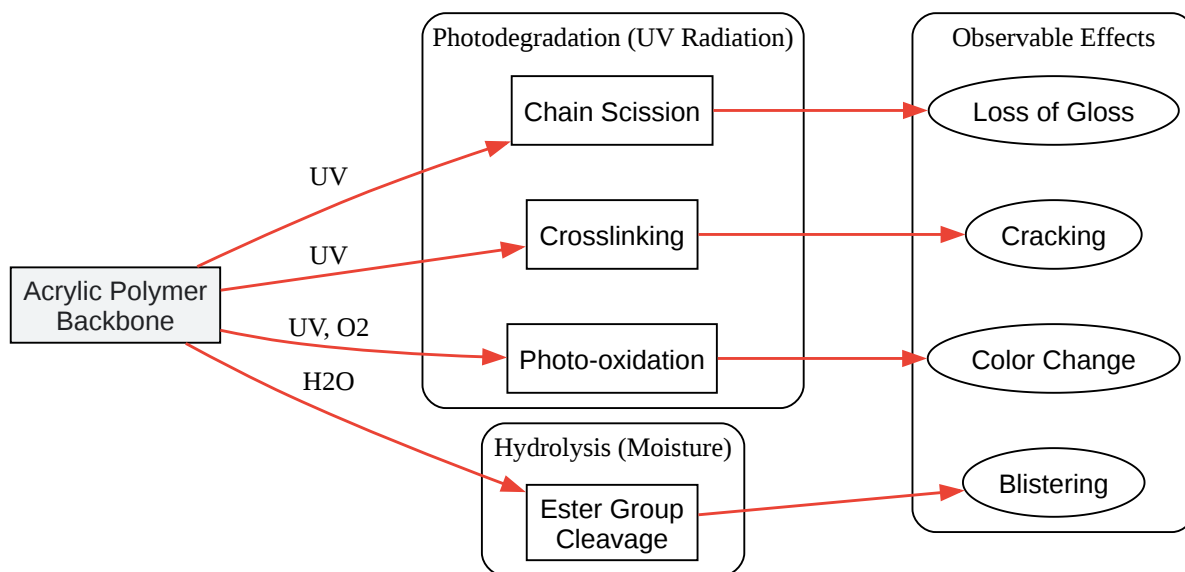 Photodegradation (UV Radiation)
Observable Effects
Chain Scission
Loss of Gloss
UV
Crosslinking
Cracking
UV
Acrylic Polymer
Backbone
UV, O2
Photo-oxidation
Color Change
H2O
Hydrolysis (Moisture)
Ester Group
Cleavage
Blistering